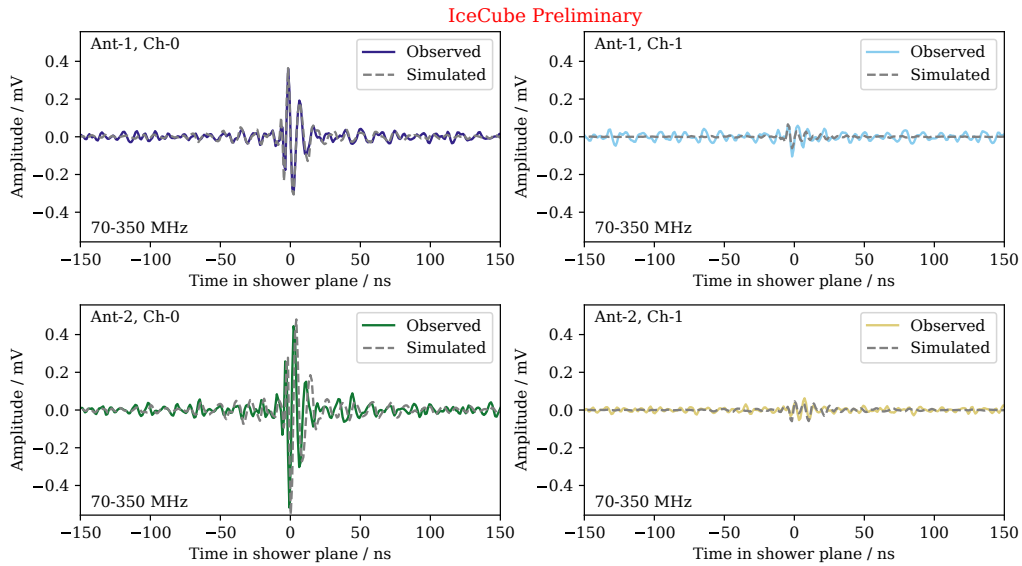 IceCube Preliminary
Ant-1, Ch-0
Observed
Simulated
0.4
0.2
0.0
−0.2
−0.4
Amplitude / mV
70-350 MHz
−150 −100 −50 0 50 100 150
Time in shower plane / ns
Ant-1, Ch-1
Observed
Simulated
0.4
0.2
0.0
−0.2
−0.4
Amplitude / mV
70-350 MHz
−150 −100 −50 0 50 100 150
Time in shower plane / ns
Ant-2, Ch-0
Observed
Simulated
0.4
0.2
0.0
−0.2
−0.4
Amplitude / mV
70-350 MHz
−150 −100 −50 0 50 100 150
Time in shower plane / ns
Ant-2, Ch-1
Observed
Simulated
0.4
0.2
0.0
−0.2
−0.4
Amplitude / mV
70-350 MHz
−150 −100 −50 0 50 100 150
Time in shower plane / ns